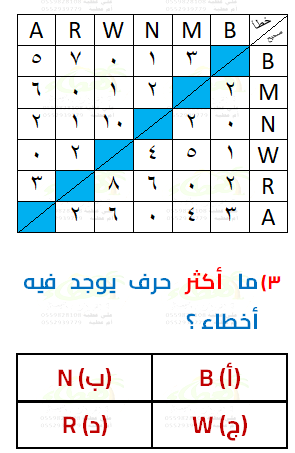 خطأ صحيح B M N W R A
B ٣ ١ ٠ ٧ ٥
M ٢ ٢ ١ ٠ ٦
N ٠ ٢ ١٠ ١ ٢
W ١ ٥ ٤ ٢ ٠
R ٢ ٠ ٦ ٨ ٣
A ٣ ٤ ٠ ٦ ٢
٣) ما أكثر حرف يوجد فيه
أخطاء ؟
(أ) B (ب) N
(ج) W (د) R